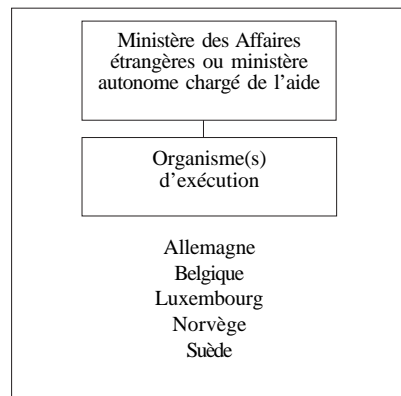 Ministère des Affaires
étrangères ou ministère
autonome chargé de l’aide
Organisme(s)
d’exécution
Allemagne
Belgique
Luxembourg
Norvège
Suède